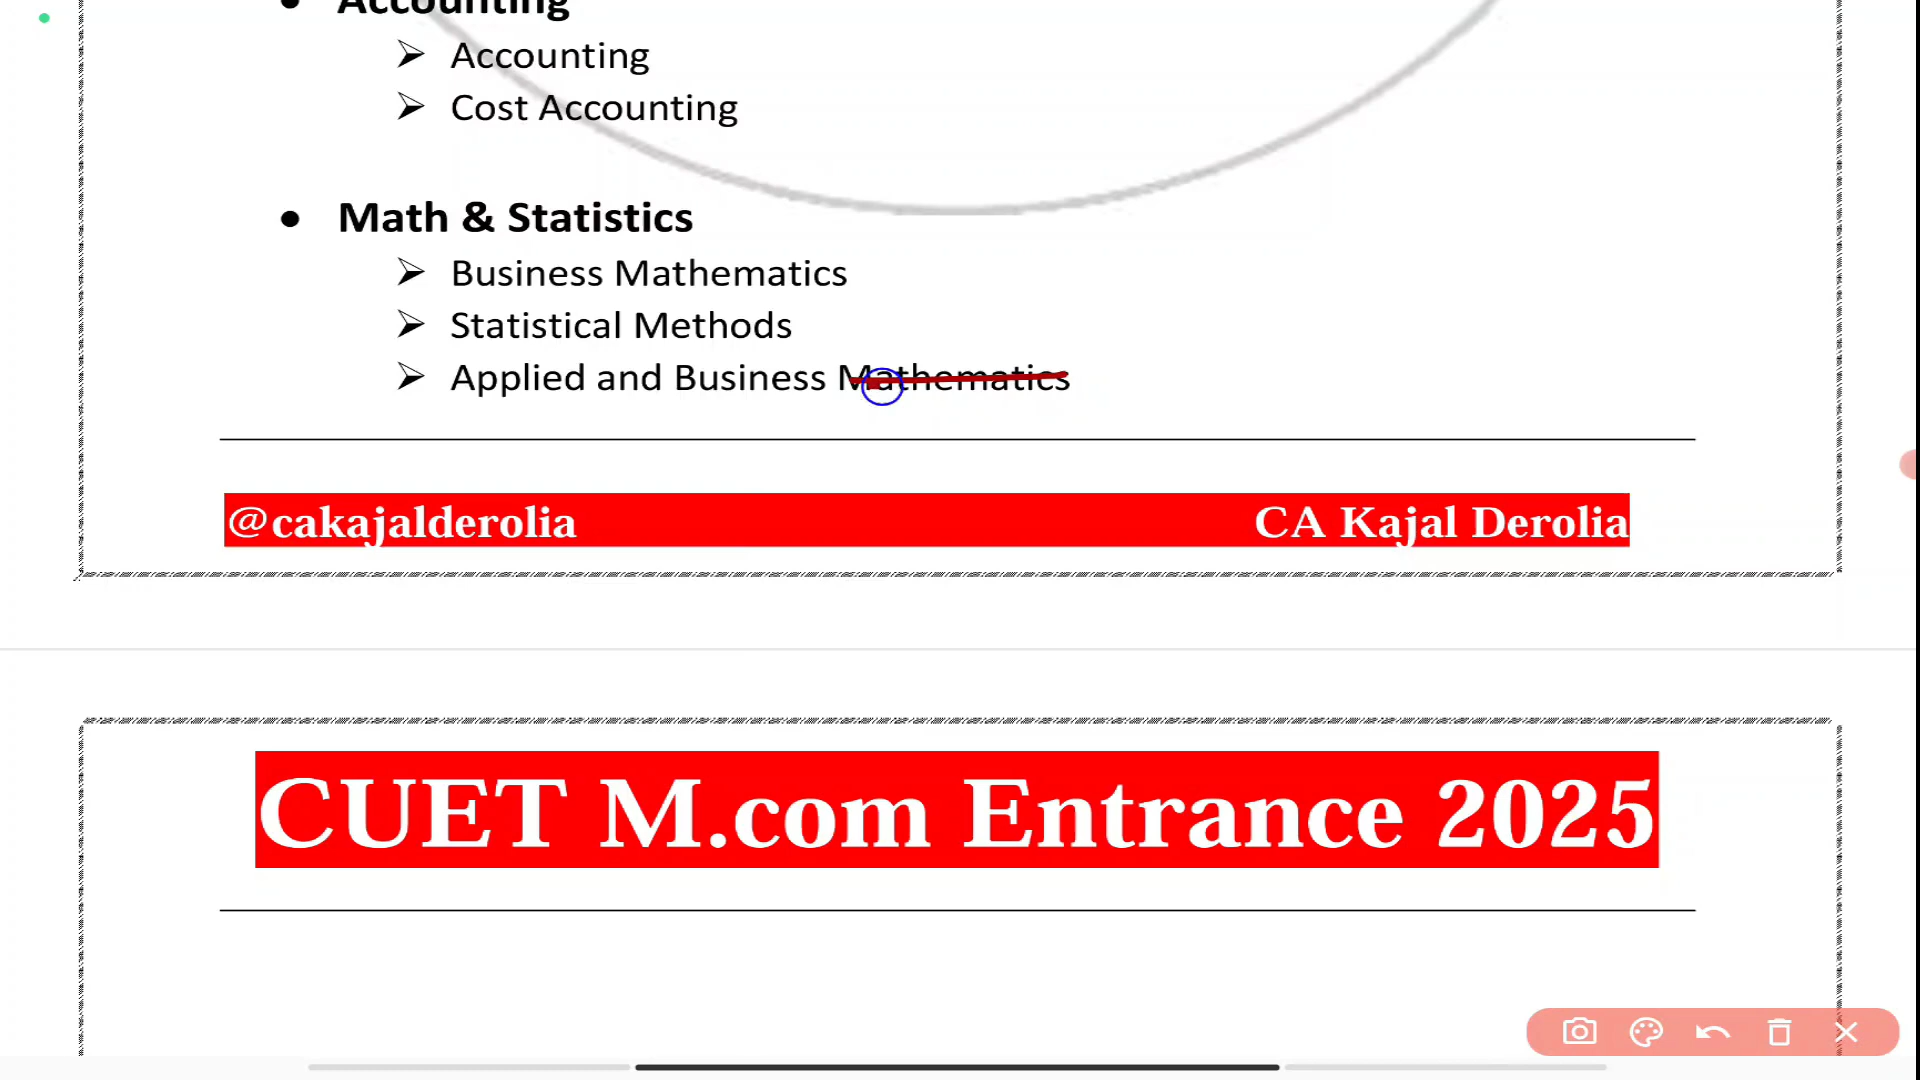 Accounting
Accounting
Cost Accounting
Math & Statistics
Business Mathematics
Statistical Methods
Applied and Business Mathematics
@cakajalderolia CA Kajal Derolia
CUET M.com Entrance 2025